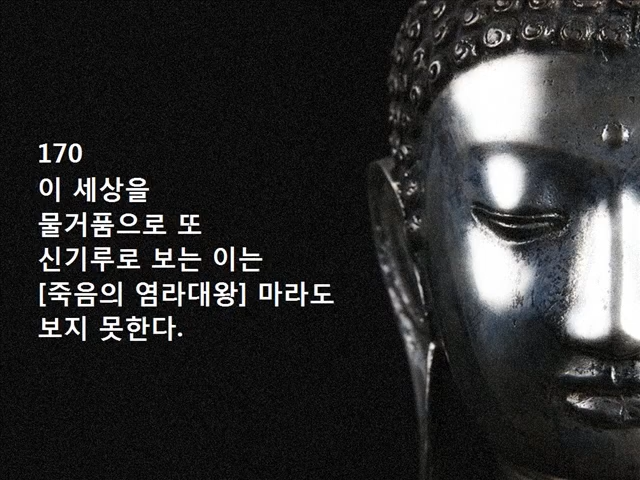 170
이 세상을
물거품으로 또
신기루로 보는 이는
[죽음의 염라대왕] 마라도
보지 못한다.